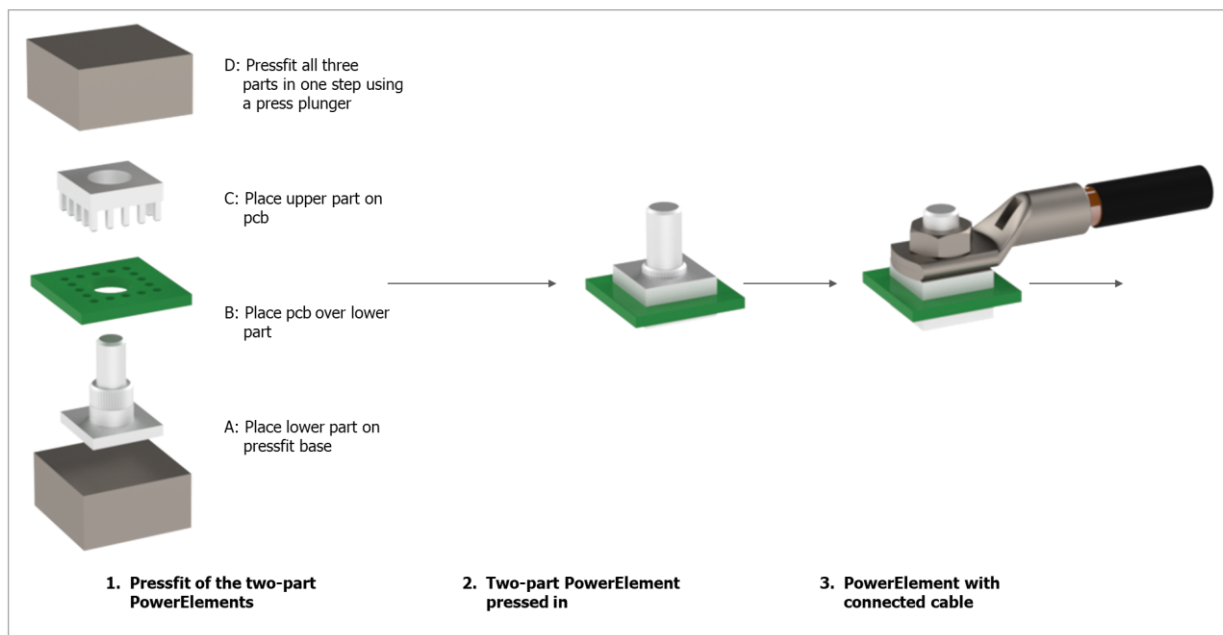 D: Pressfit all three
parts in one step using
a press plunger
C: Place upper part on
pcb
B: Place pcb over lower
part
A: Place lower part on
pressfit base
1. Pressfit of the two-part
PowerElements
2. Two-part PowerElement
pressed in
3. PowerElement with
connected cable